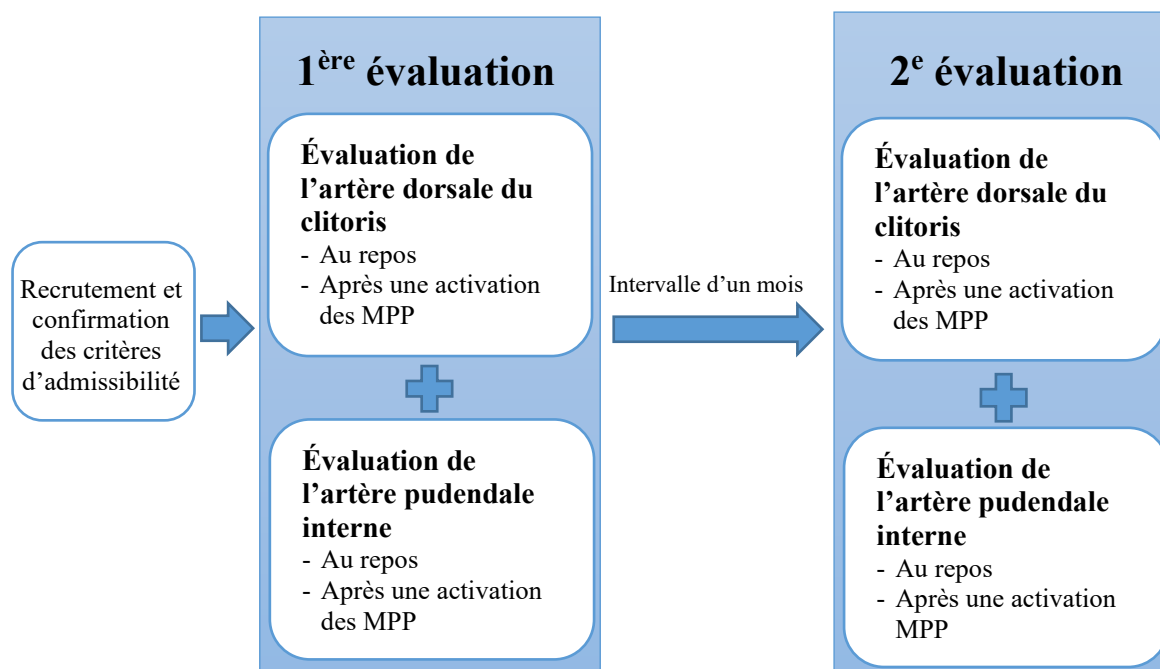 Recrutement et
confirmation
des critères
d'admissibilité
1ère évaluation
Évaluation de
l'artère dorsale du
clitoris
- Au repos
- Après une activation
des MPP
Évaluation de
l'artère pudendale
interne
- Au repos
- Après une activation
des MPP
Intervalle d'un mois
2e évaluation
Évaluation de
l'artère dorsale du
clitoris
- Au repos
- Après une activation
des MPP
Évaluation de
l'artère pudendale
interne
- Au repos
- Après une activation
MPP